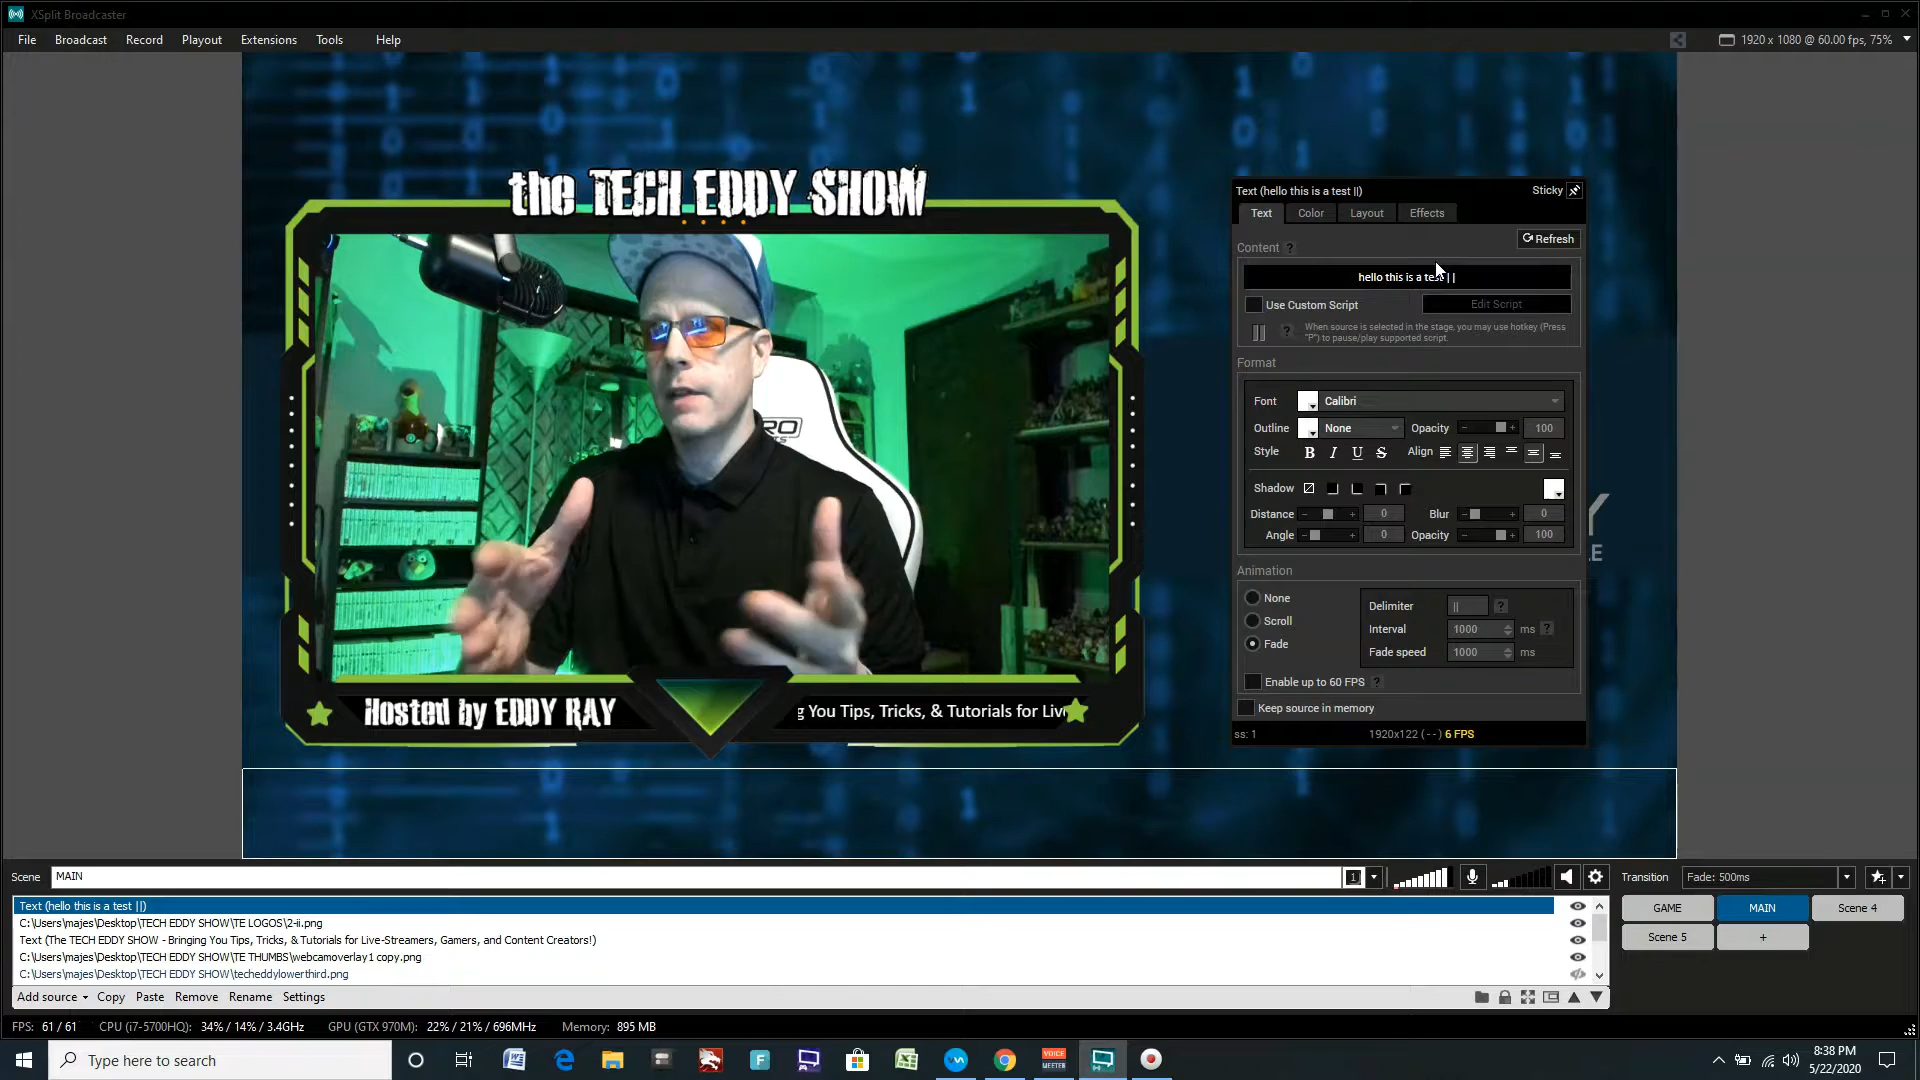 XSplit Broadcaster
File Broadcast Record Playout Extensions Tools Help
1920 x 1080 @ 60.00 fps, 75%
the TECH EDDY SHOW
Hosted by EDDY RAY
g You Tips, Tricks, & Tutorials for Liv
Text (hello this is a test ||)
Sticky
Text Color Layout Effects
Content ?
Refresh
hello this is a test ||
Use Custom Script
Edit Script
? When source is selected in the stage, you may use hotkey (Press
"P") to pause/play supported script.
Format
Font Calibri
Outline None Opacity 100
Style B I U S Align
Shadow
Distance 0 Blur 0
Angle 0 Opacity 100
Animation
None
Scroll
Fade
Delimiter || ?
Interval 1000 ms ?
Fade speed 1000 ms
Enable up to 60 FPS ?
Keep source in memory
ss: 1 1920x122 (--) 6 FPS
Scene MAIN 1
Transition Fade: 500ms
Text (hello this is a test ||)
C:\Users\majes\Desktop\TECH EDDY SHOW\TE LOGOS\2-ii.png
Text (The TECH EDDY SHOW - Bringing You Tips, Tricks, & Tutorials for Live-Streamers, Gamers, and Content Creators!)
C:\Users\majes\Desktop\TECH EDDY SHOW\TE THUMBS\webcamoverlay1 copy.png
C:\Users\majes\Desktop\TECH EDDY SHOW\techeddylowerthird.png
GAME MAIN Scene 4
Scene 5 +
Add source Copy Paste Remove Rename Settings
FPS: 61 / 61 CPU (i7-5700HQ): 34% / 14% / 3.4GHz GPU (GTX 970M): 22% / 21% / 696MHz Memory: 895 MB
Type here to search
VOICE
MEETER
8:38 PM
5/22/2020